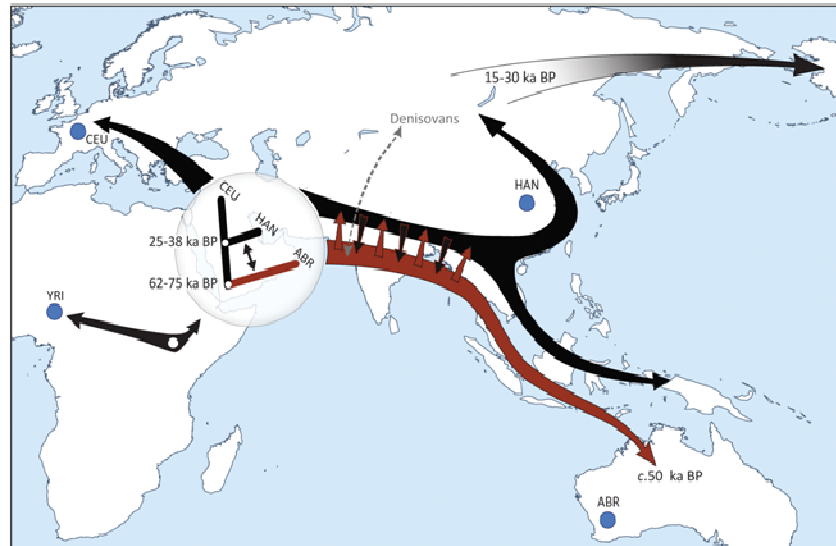 15-30 ka BP
Denisovans
CEU
HAN
CEU
HAN
25-38 ka BP
ABR
62-75 ka BP
YRI
c.50 ka BP
ABR